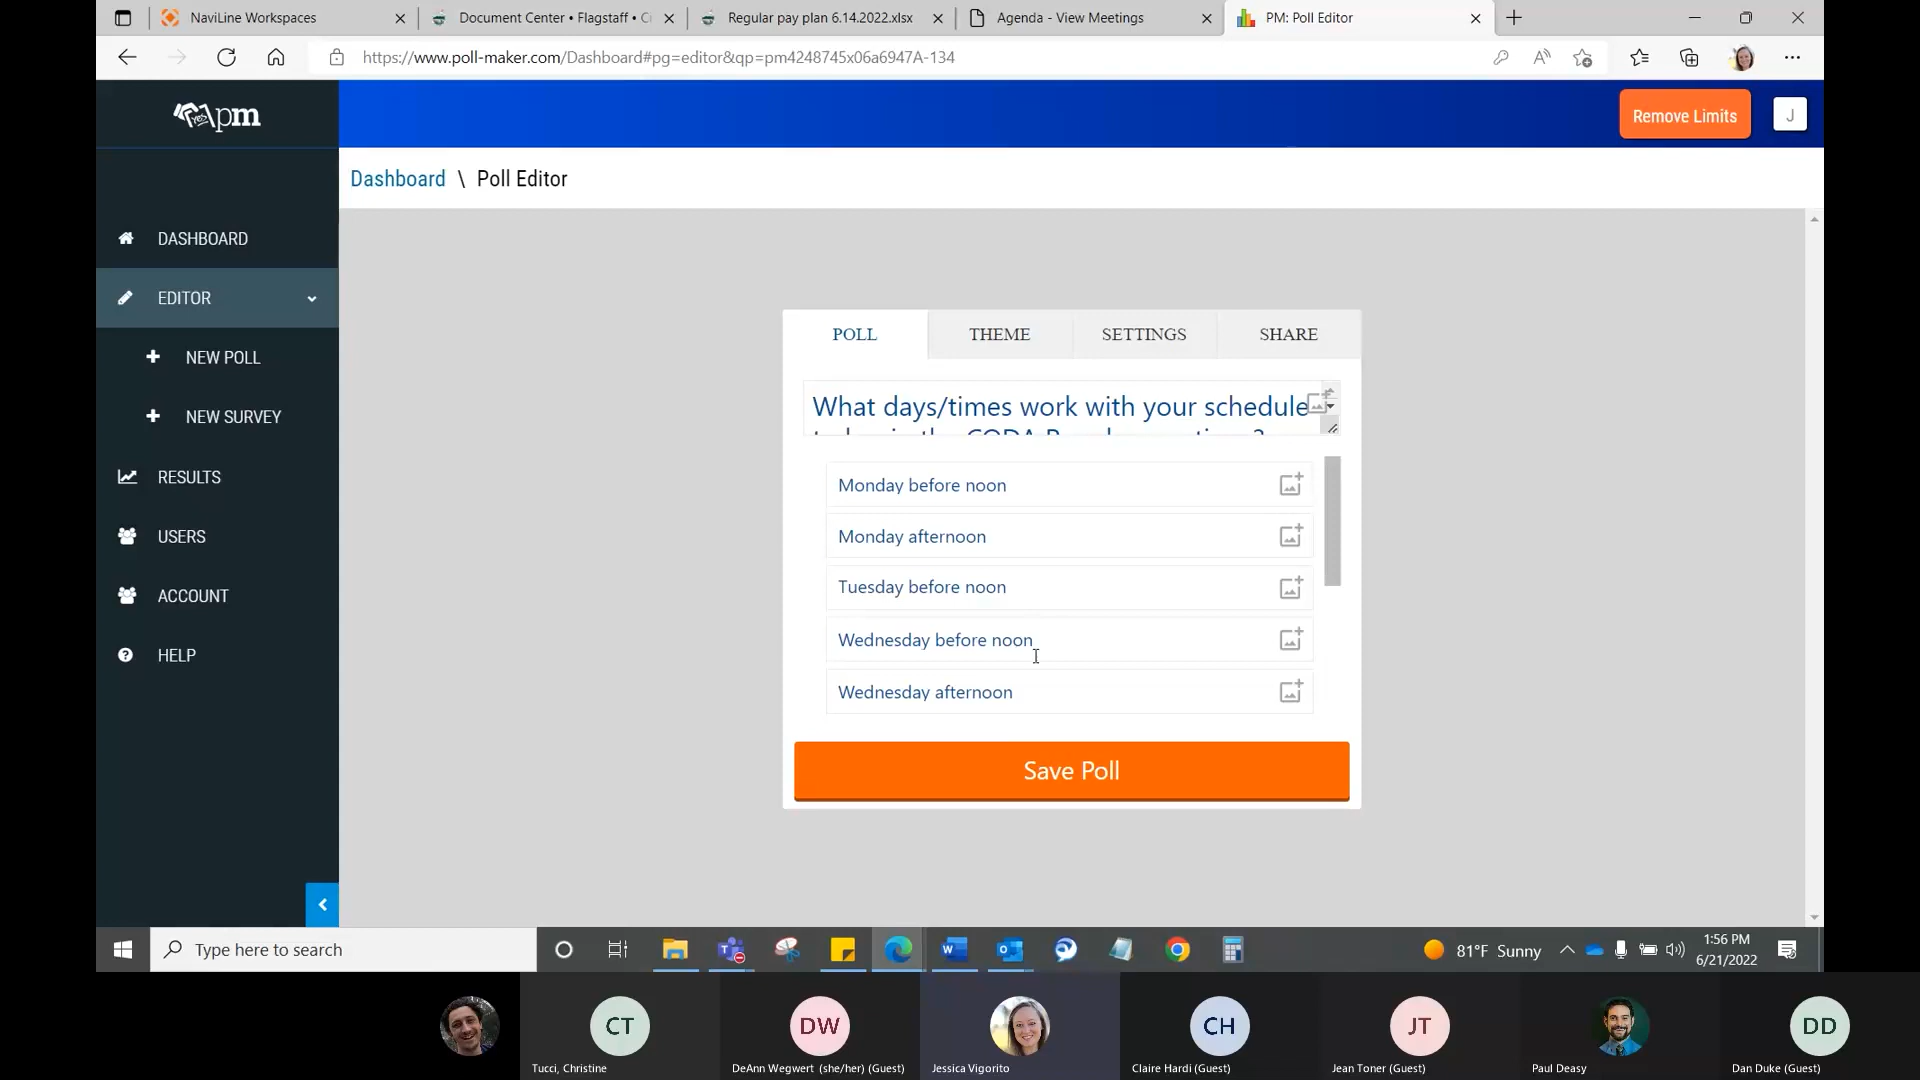 NaviLine Workspaces
Document Center • Flagstaff • C
Regular pay plan 6.14.2022.xlsx
Agenda - View Meetings
PM: Poll Editor
https://www.poll-maker.com/Dashboard#pg=editor&qp=pm4248745x06a6947A-134
YES pm
Remove Limits
J
Dashboard \ Poll Editor
DASHBOARD
EDITOR
NEW POLL
NEW SURVEY
RESULTS
USERS
ACCOUNT
HELP
POLL THEME SETTINGS SHARE
What days/times work with your schedule
Monday before noon
Monday afternoon
Tuesday before noon
Wednesday before noon
Wednesday afternoon
Save Poll
Type here to search
81°F Sunny
1:56 PM
6/21/2022
CT DW CH JT DD
Tucci, Christine
DeAnn Wegwert (she/her) (Guest)
Jessica Vigorito
Claire Hardi (Guest)
Jean Toner (Guest)
Paul Deasy
Dan Duke (Guest)